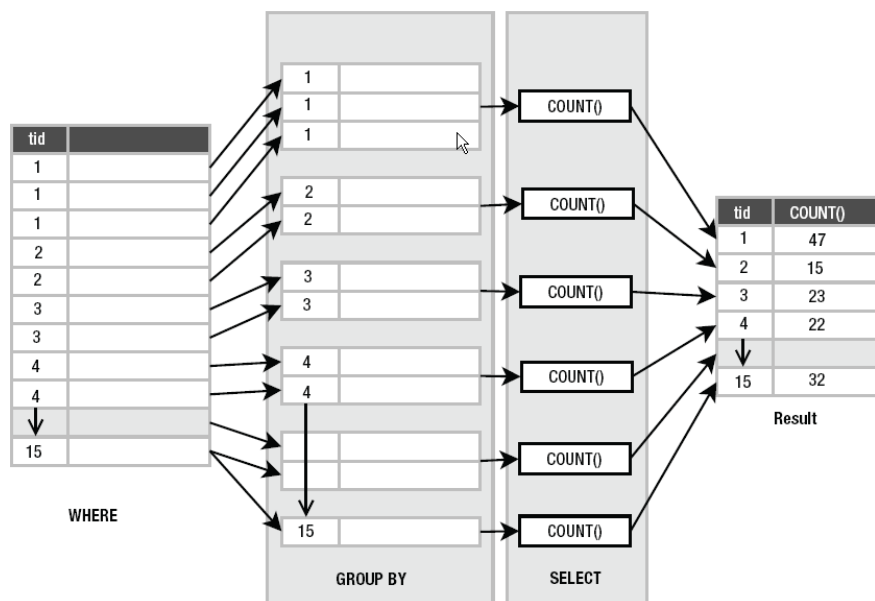 tid
1
1
1
2
2
3
3
4
4
15
WHERE
1
1
1
2
2
3
3
4
4
15
GROUP BY
COUNT()
COUNT()
COUNT()
COUNT()
COUNT()
COUNT()
SELECT
tid COUNT()
1 47
2 15
3 23
4 22
15 32
Result